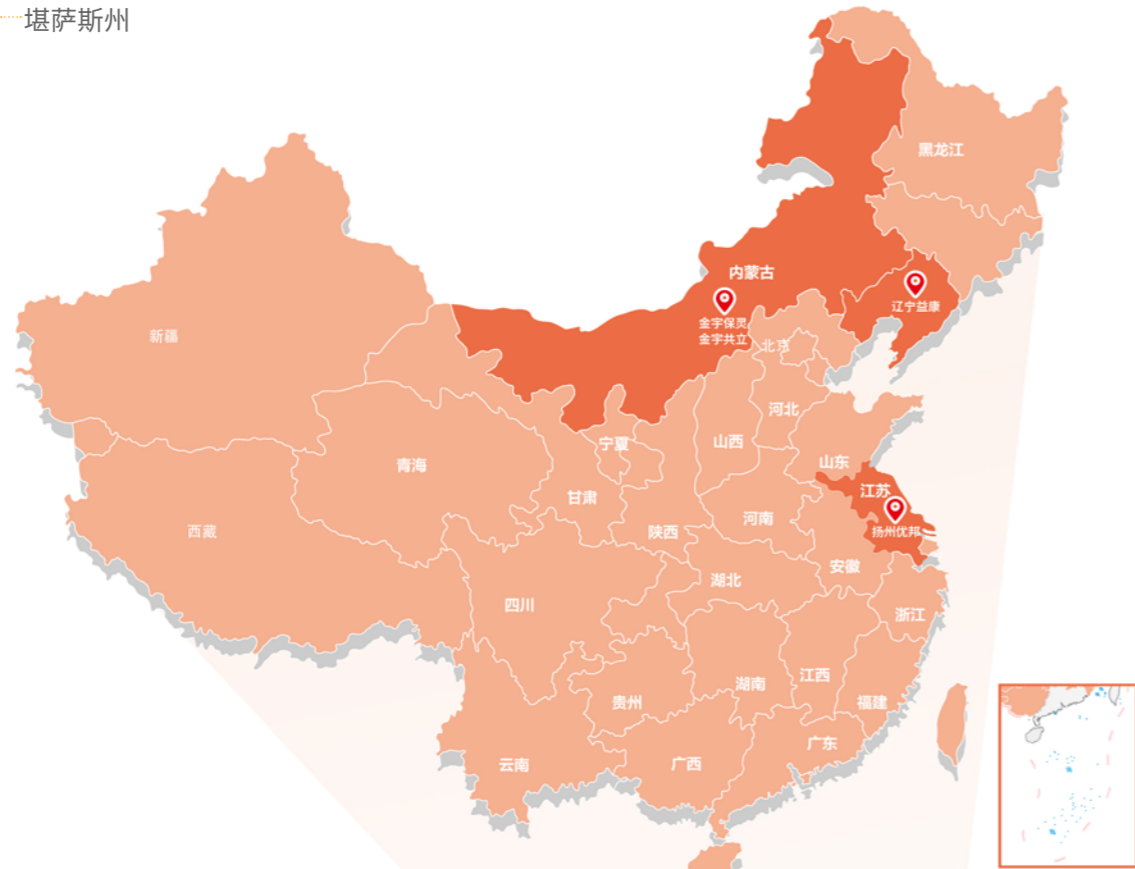 堪萨斯州
黑龙江
内蒙古
辽宁益康
金宇保灵
金宇共立
新疆
北京
河北
宁夏
山西
青海
山东
甘肃
江苏
河南
陕西
扬州优邦
西藏
安徽
湖北
四川
浙江
江西
湖南
贵州
福建
广东
广西
云南